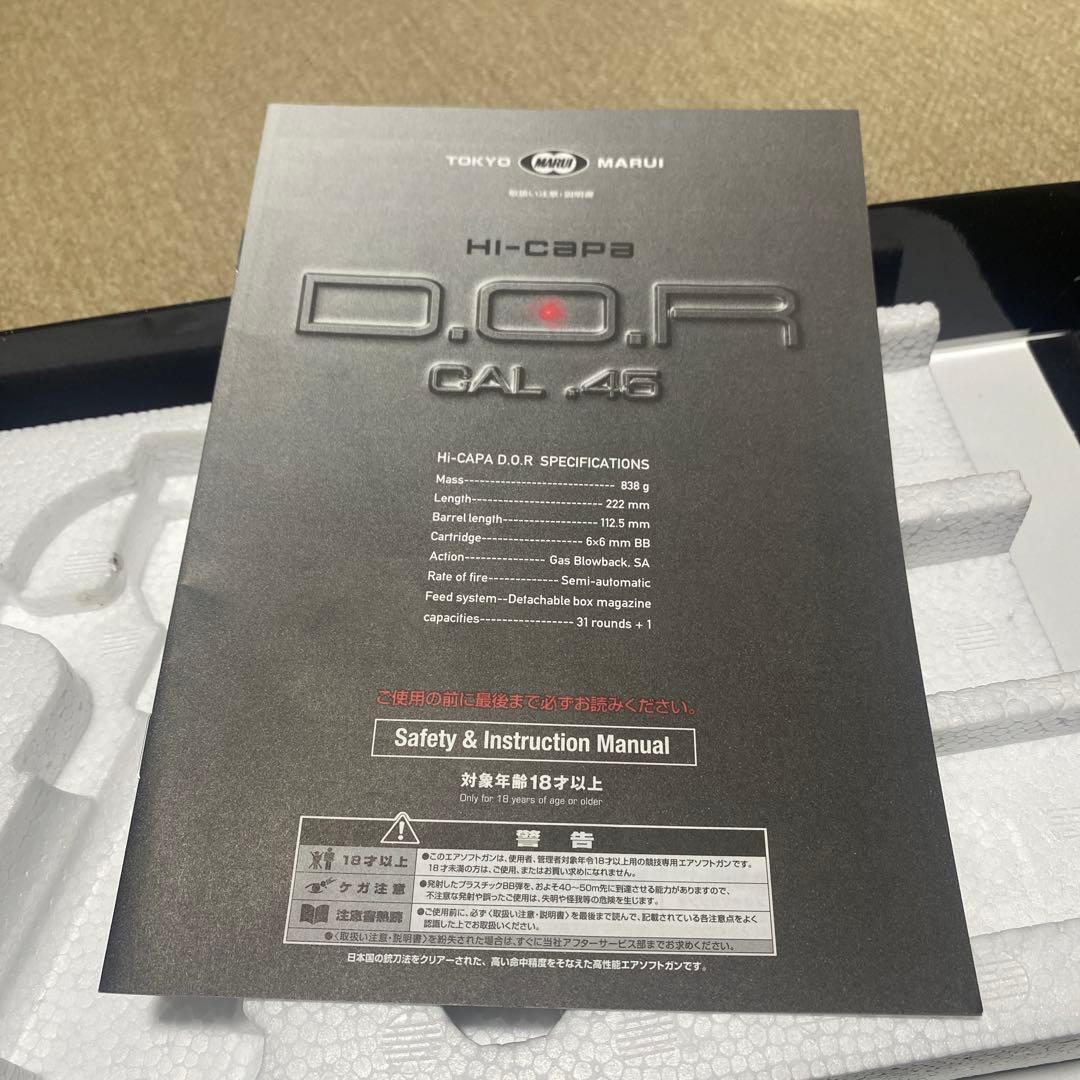 TOKYO MARUI MARUI
取扱い注意・説明書
HI-CAPA
D.O.R
CAL .45
Hi-CAPA D.O.R SPECIFICATIONS
Mass----------------------------- 838 g
Length------------------------- 222 mm
Barrel length------------------ 112.5 mm
Cartridge------------------- 6×6 mm BB
Action--------------- Gas Blowback. SA
Rate of fire------------- Semi-automatic
Feed system--Detachable box magazine
capacities------------------ 31 rounds + 1
ご使用の前に最後まで必ずお読みください。
Safety & Instruction Manual
対象年齢18才以上
Only for 18 years of age or older
警 告
18才以上
●このエアソフトガンは、使用者、管理者対象年令18才以上用の競技専用エアソフトガンです。
18才未満の方は、ご使用、またはお買い求めになれません。
ケガ注意
●発射したプラスチックBB弾を、およそ40〜50m先に到達させる能力がありますので、
不注意な発射や誤ったご使用は、失明や怪我等の危険を生じます。
注意書熟読
●ご使用前に、必ず〈取扱い注意・説明書〉を最後まで読んで、記載されている各注意点をよく
認識した上でお取扱いください。
●〈取扱い注意・説明書〉を紛失された場合は、すぐに当社アフターサービス部までお求めください。
日本国の銃刀法をクリアーされた、高い命中精度をそなえた高性能エアソフトガンです。